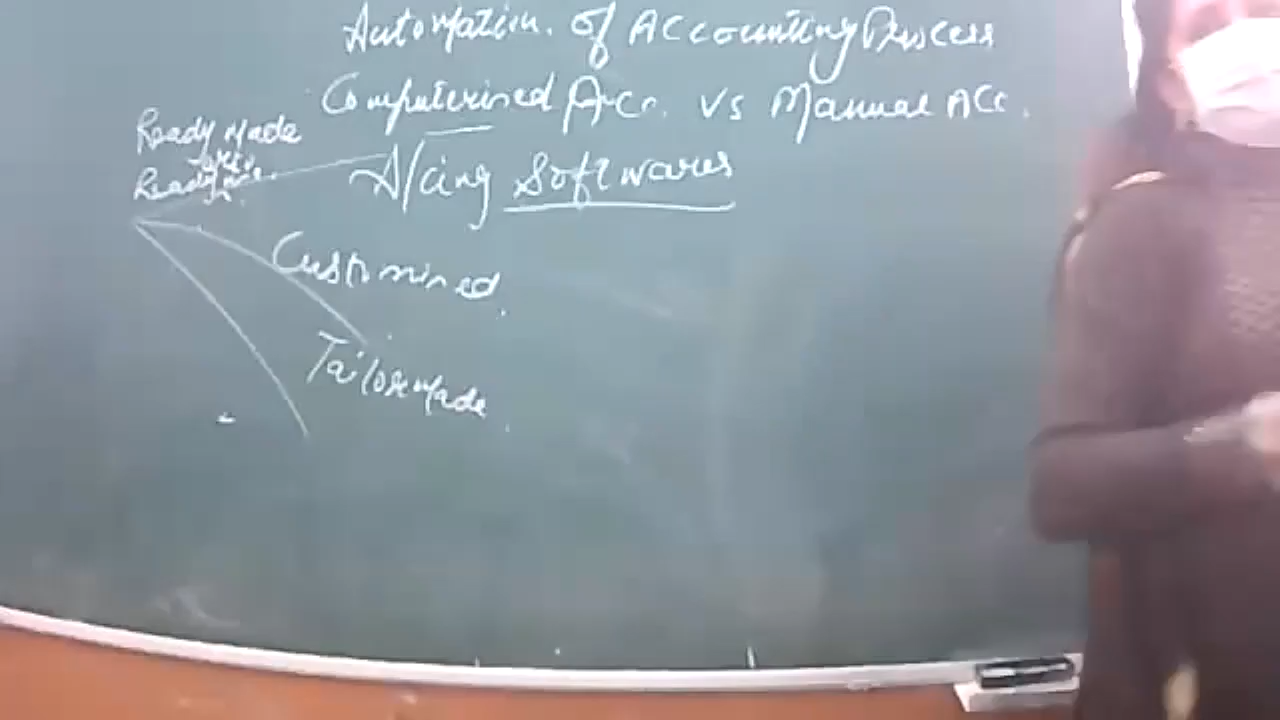 Automation. of Accounting Process
Computerised Acc. vs Manual Acc.
Ready Made
A/cing Softwares
Customised.
Tailormade.